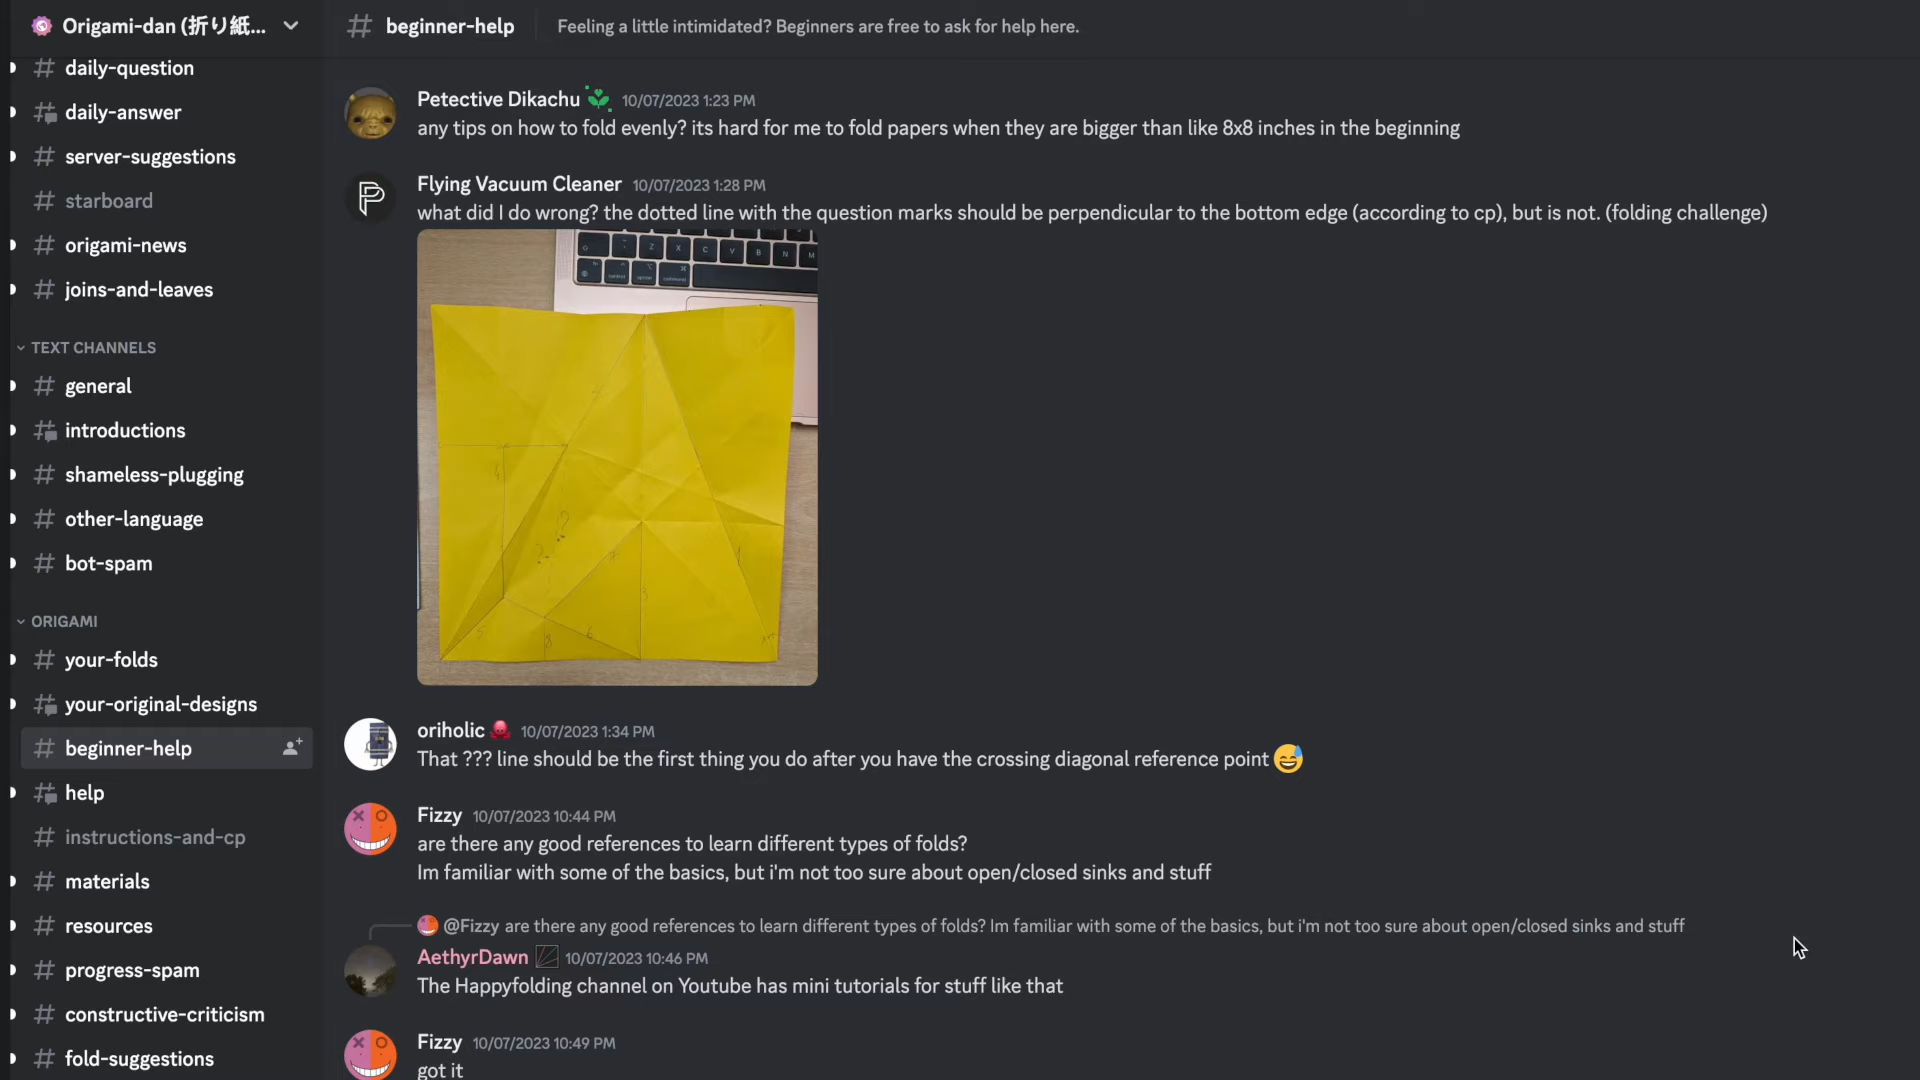 Origami-dan (折り紙...
daily-question
daily-answer
server-suggestions
starboard
origami-news
joins-and-leaves
TEXT CHANNELS
general
introductions
shameless-plugging
other-language
bot-spam
ORIGAMI
your-folds
your-original-designs
beginner-help
help
instructions-and-cp
materials
resources
progress-spam
constructive-criticism
fold-suggestions
beginner-help
Feeling a little intimidated? Beginners are free to ask for help here.
Petective Dikachu 10/07/2023 1:23 PM
any tips on how to fold evenly? its hard for me to fold papers when they are bigger than like 8x8 inches in the beginning
Flying Vacuum Cleaner 10/07/2023 1:28 PM
what did I do wrong? the dotted line with the question marks should be perpendicular to the bottom edge (according to cp), but is not. (folding challenge)
Z X C V B N M
control option command
? ?
4
3
5 8 6
oriholic 10/07/2023 1:34 PM
That ??? line should be the first thing you do after you have the crossing diagonal reference point
Fizzy 10/07/2023 10:44 PM
are there any good references to learn different types of folds?
Im familiar with some of the basics, but i'm not too sure about open/closed sinks and stuff
@Fizzy are there any good references to learn different types of folds? Im familiar with some of the basics, but i'm not too sure about open/closed sinks and stuff
AethyrDawn 10/07/2023 10:46 PM
The Happyfolding channel on Youtube has mini tutorials for stuff like that
Fizzy 10/07/2023 10:49 PM
got it